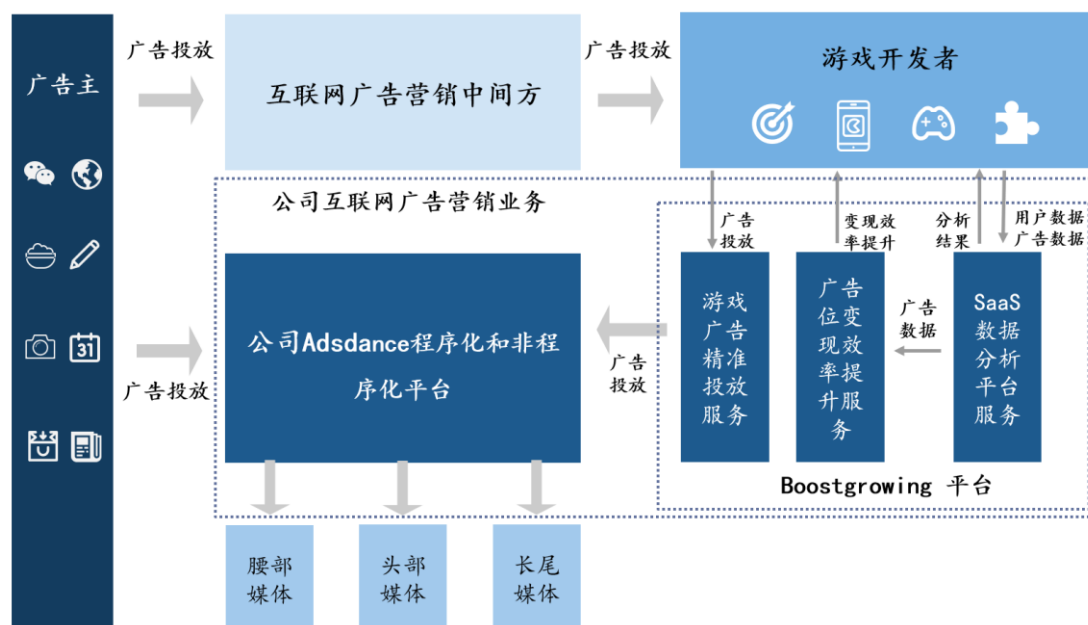 广告主
广告投放
互联网广告营销中间方
广告投放
游戏开发者
公司互联网广告营销业务
广告
投放
变现效
率提升
分析
结果
用户数据
广告数据
广告投放
公司Adsdance程序化和非程
序化平台
广告
投放
游戏
广告
精准
投放
服务
广告
位变
现效
率提
升服
务
广告
数据
SaaS
数据
分析
平台
服务
Boostgrowing 平台
31
腰部
媒体
头部
媒体
长尾
媒体